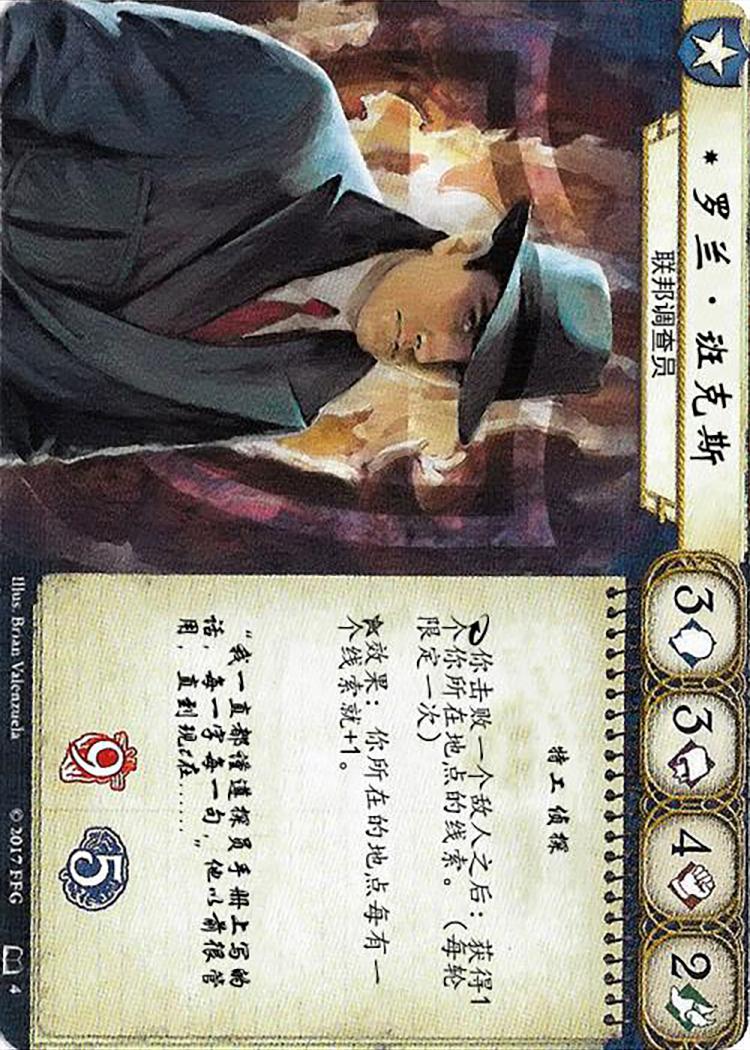 罗兰·班克斯
联邦调查员
3
3
4
2
特工 侦探
你击败一个敌人之后：获得1
个你所在地点的线索。（每轮
限定一次）
效果：你所在的地点每有一
个线索就+1。
“我一直都谨遵探员手册上写的
话，每一字每一句，他以前很管
用，直到现在……”
9
5
Illus. Brian Valenzuela
© 2017 FFG
4